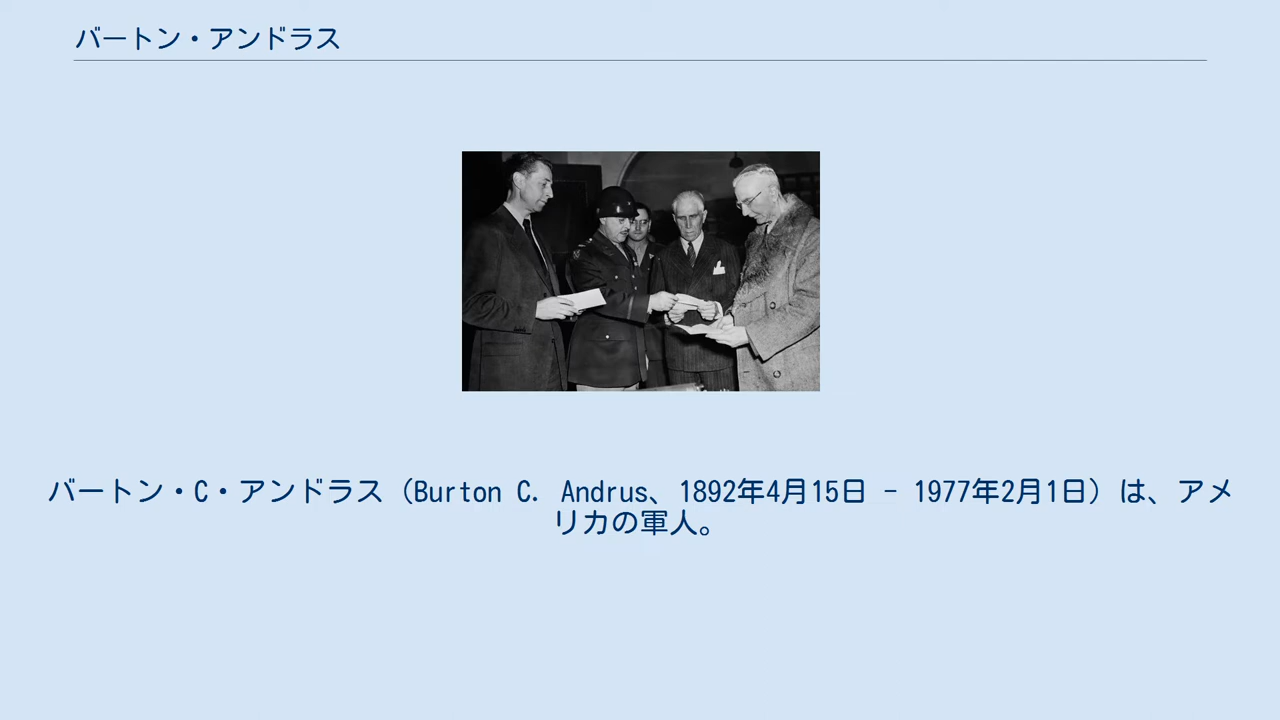 バートン・アンドラス
バートン・C・アンドラス（Burton C. Andrus、1892年4月15日 - 1977年2月1日）は、アメ
リカの軍人。